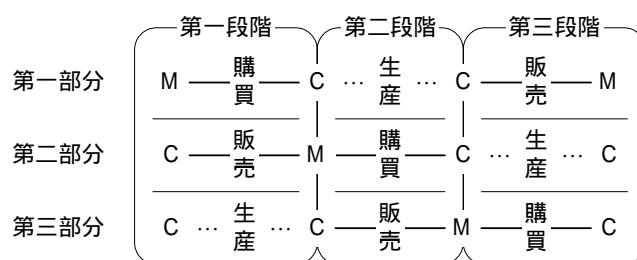 第一段階 第二段階 第三段階
第一部分 M 購買 C … 生産 … C 販売 M
第二部分 C 販売 M 購買 C … 生産 … C
第三部分 C … 生産 … C 販売 M 購買 C